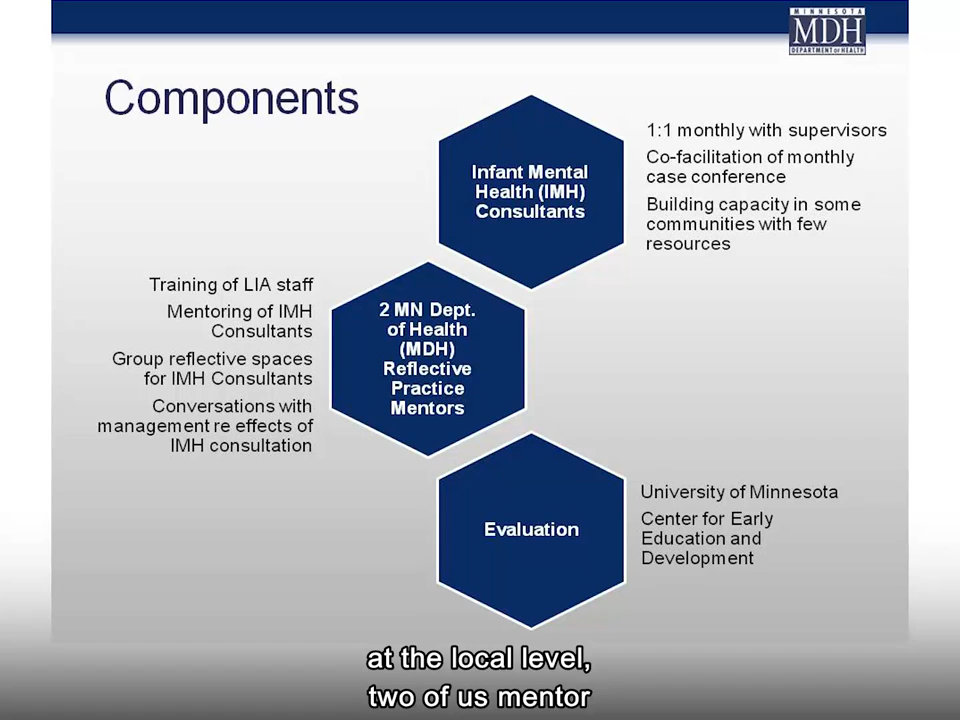 MINNESOTA
MDH
DEPARTMENT OF HEALTH
Components
Infant Mental
Health (IMH)
Consultants
1:1 monthly with supervisors
Co-facilitation of monthly
case conference
Building capacity in some
communities with few
resources
Training of LIA staff
Mentoring of IMH
Consultants
Group reflective spaces
for IMH Consultants
Conversations with
management re effects of
IMH consultation
2 MN Dept.
of Health
(MDH)
Reflective
Practice
Mentors
Evaluation
University of Minnesota
Center for Early
Education and
Development
at the local level,
two of us mentor